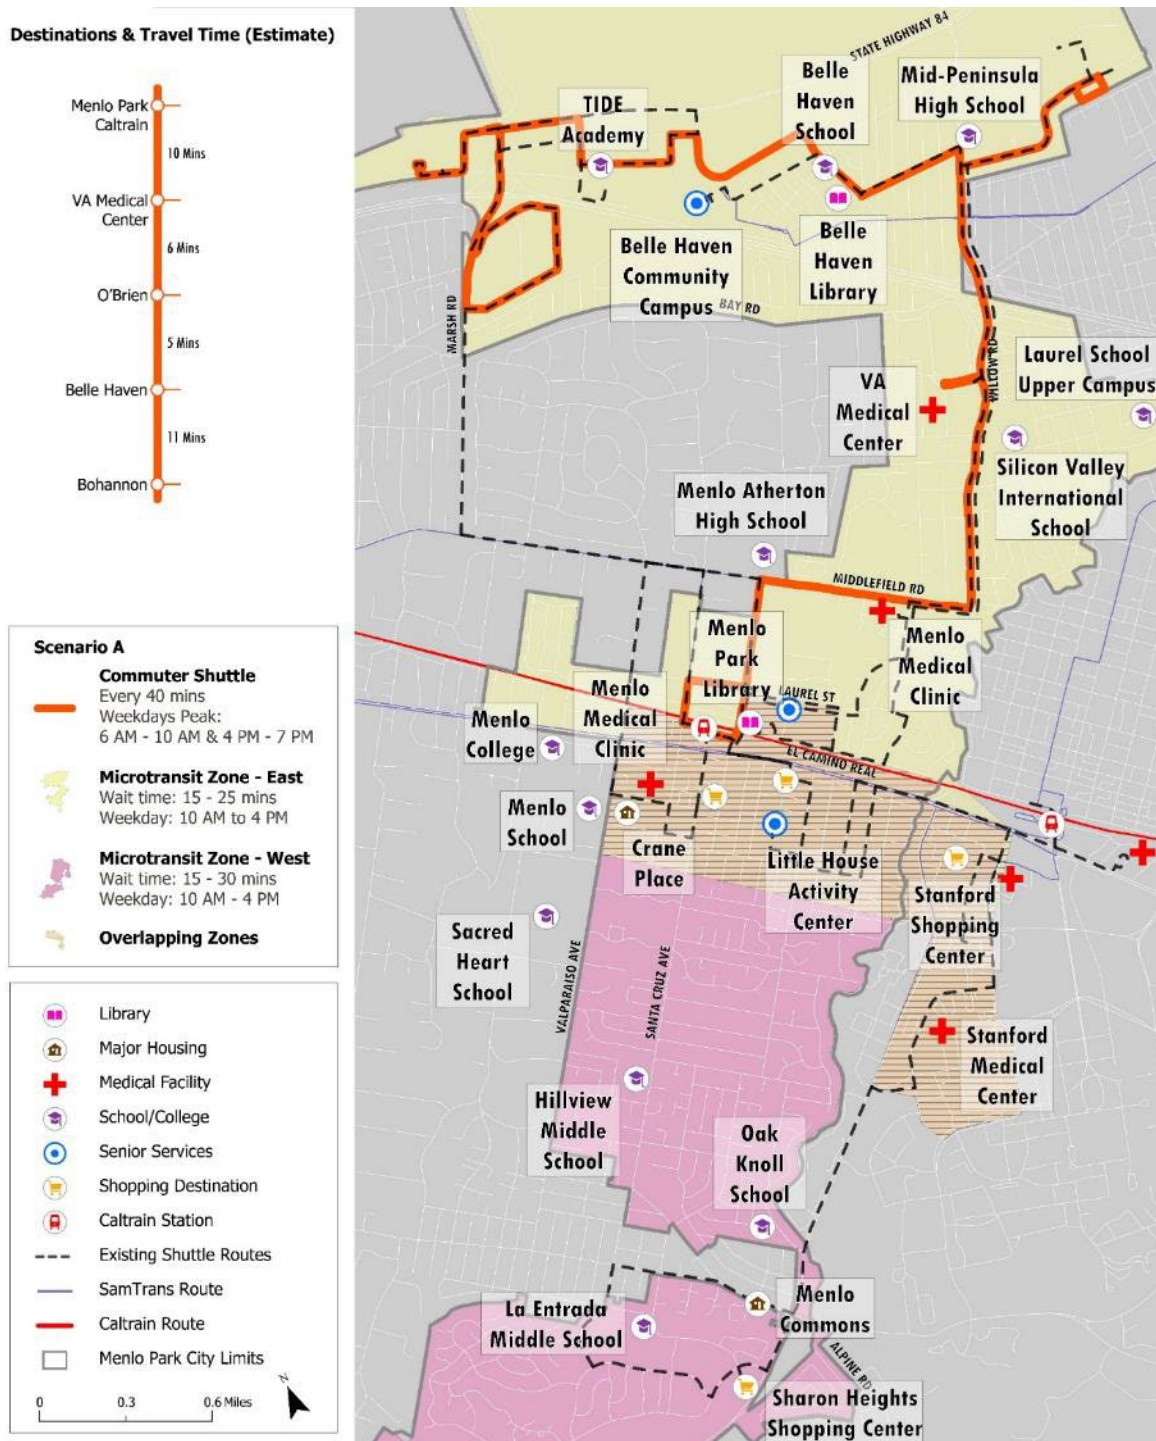 Destinations & Travel Time (Estimate)
Menlo Park
Caltrain
10 Mins
VA Medical
Center
6 Mins
O'Brien
5 Mins
Belle Haven
11 Mins
Bohannon
Scenario A
Commuter Shuttle
Every 40 mins
Weekdays Peak:
6 AM - 10 AM & 4 PM - 7 PM
Microtransit Zone - East
Wait time: 15 - 25 mins
Weekday: 10 AM to 4 PM
Microtransit Zone - West
Wait time: 15 - 30 mins
Weekday: 10 AM - 4 PM
Overlapping Zones
Library
Major Housing
Medical Facility
School/College
Senior Services
Shopping Destination
Caltrain Station
Existing Shuttle Routes
SamTrans Route
Caltrain Route
Menlo Park City Limits
N
0
0.3
0.6 Miles
STATE HIGHWAY 84
TIDE
Academy
Belle
Haven
School
Mid-Peninsula
High School
Belle Haven
Community
Campus
Belle
Haven
Library
BAY RD
MARSH RD
WILLOW RD
VA
Medical
Center
Laurel School
Upper Campus
Silicon Valley
International
School
Menlo Atherton
High School
MIDDLEFIELD RD
Menlo
Park
Library
LAUREL ST
Menlo
Medical
Clinic
Menlo
Medical
Clinic
Menlo
College
EL CAMINO REAL
Menlo
School
Crane
Place
Little House
Activity
Center
Stanford
Shopping
Center
Sacred
Heart
School
VALPARAISO AVE
SANTA CRUZ AVE
Stanford
Medical
Center
Hillview
Middle
School
Oak
Knoll
School
La Entrada
Middle School
Menlo
Commons
ALPINE RD
Sharon Heights
Shopping Center